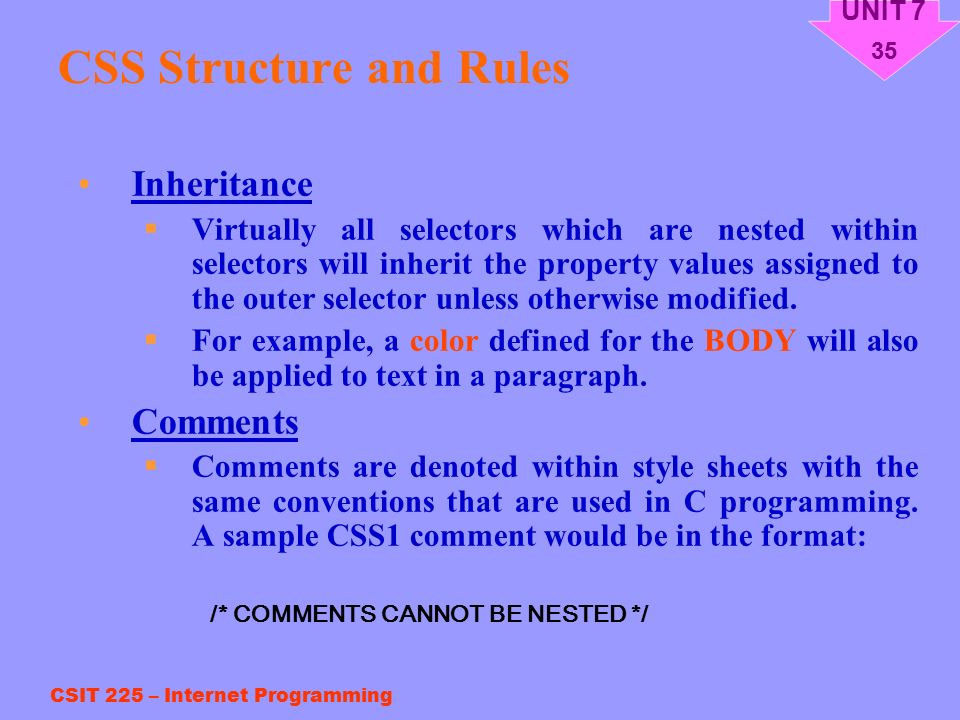 UNIT 7
35
CSS Structure and Rules
• Inheritance
▪ Virtually all selectors which are nested within
selectors will inherit the property values assigned to
the outer selector unless otherwise modified.
▪ For example, a color defined for the BODY will also
be applied to text in a paragraph.
• Comments
▪ Comments are denoted within style sheets with the
same conventions that are used in C programming.
A sample CSS1 comment would be in the format:
/* COMMENTS CANNOT BE NESTED */
CSIT 225 – Internet Programming